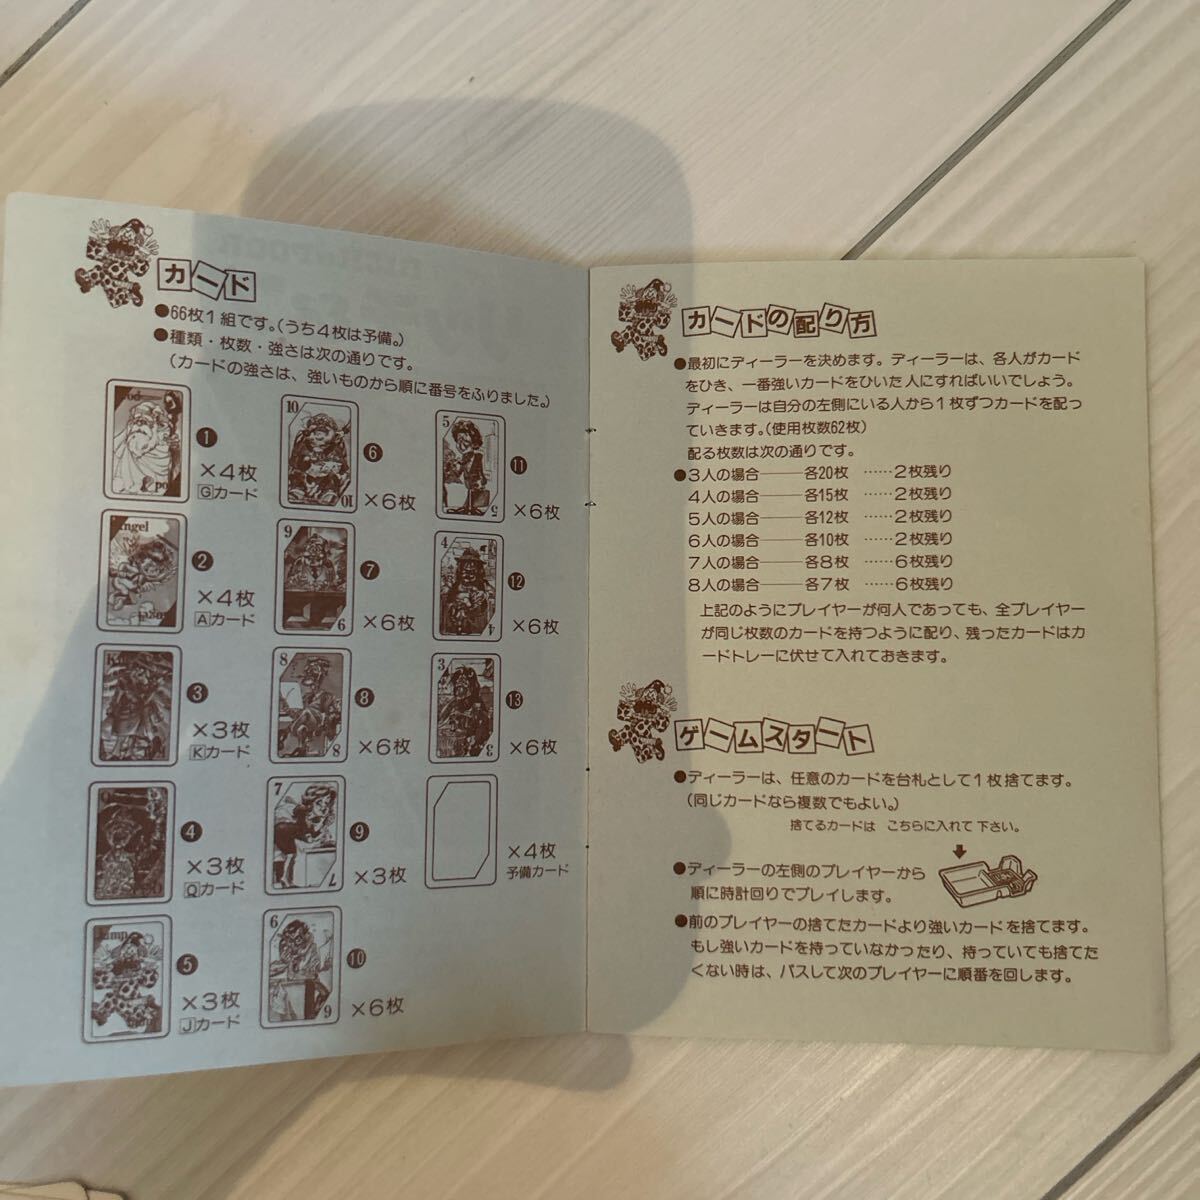 カード
●66枚1組です。(うち4枚は予備。)
●種類・枚数・強さは次の通りです。
(カードの強さは、強いものから順に番号をふりました。)
God
❶
×4枚
Gカード
Angel
❷
×4枚
Aカード
❸
×3枚
Kカード
❹
×3枚
Qカード
❺
×3枚
Jカード
10
❻
×6枚
10
9
❼
×6枚
9
8
❽
×6枚
8
7
❾
×3枚
7
6
❿
×6枚
6
5
⓫
×6枚
5
4
⓬
×6枚
4
3
⓭
×6枚
3
×4枚
予備カード
カードの配り方
●最初にディーラーを決めます。ディーラーは、各人がカード
をひき、一番強いカードをひいた人にすればいいでしょう。
ディーラーは自分の左側にいる人から1枚ずつカードを配っ
ていきます。(使用枚数62枚)
配る枚数は次の通りです。
●3人の場合――各20枚 ……2枚残り
4人の場合――各15枚 ……2枚残り
5人の場合――各12枚 ……2枚残り
6人の場合――各10枚 ……2枚残り
7人の場合――各8枚 ……6枚残り
8人の場合――各7枚 ……6枚残り
上記のようにプレイヤーが何人であっても、全プレイヤー
が同じ枚数のカードを持つように配り、残ったカードはカ
ードトレーに伏せて入れておきます。
ゲームスタート
●ディーラーは、任意のカードを台札として1枚捨てます。
(同じカードなら複数でもよい。)
捨てるカードは こちらに入れて下さい。
●ディーラーの左側のプレイヤーから
順に時計回りでプレイします。
●前のプレイヤーの捨てたカードより強いカードを捨てます。
もし強いカードを持っていなかったり、持っていても捨てた
くない時は、パスして次のプレイヤーに順番を回します。